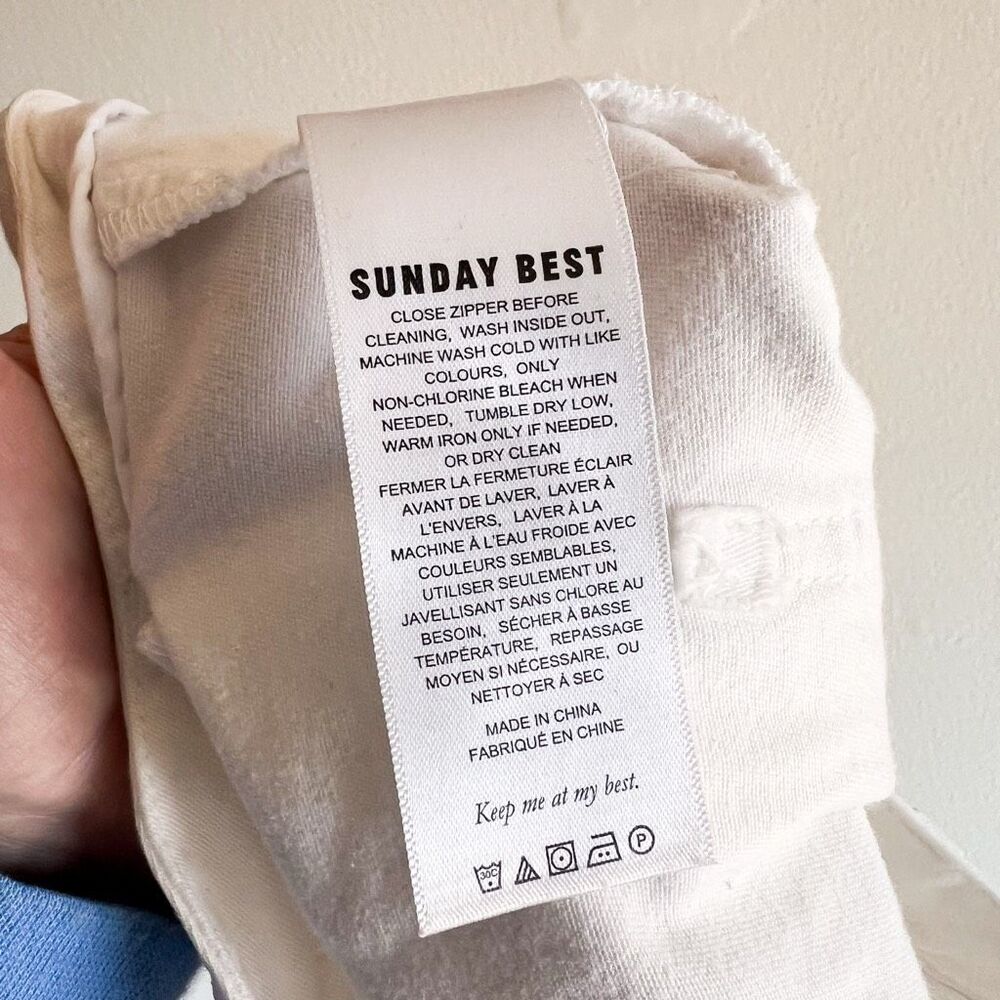 SUNDAY BEST
CLOSE ZIPPER BEFORE
CLEANING, WASH INSIDE OUT,
MACHINE WASH COLD WITH LIKE
COLOURS, ONLY
NON-CHLORINE BLEACH WHEN
NEEDED, TUMBLE DRY LOW,
WARM IRON ONLY IF NEEDED,
OR DRY CLEAN
FERMER LA FERMETURE ÉCLAIR
AVANT DE LAVER, LAVER À
L'ENVERS, LAVER À LA
MACHINE À L'EAU FROIDE AVEC
COULEURS SEMBLABLES,
UTILISER SEULEMENT UN
JAVELLISANT SANS CHLORE AU
BESOIN, SÉCHER À BASSE
TEMPÉRATURE, REPASSAGE
MOYEN SI NÉCESSAIRE, OU
NETTOYER À SEC
MADE IN CHINA
FABRIQUÉ EN CHINE
Keep me at my best.
30C P